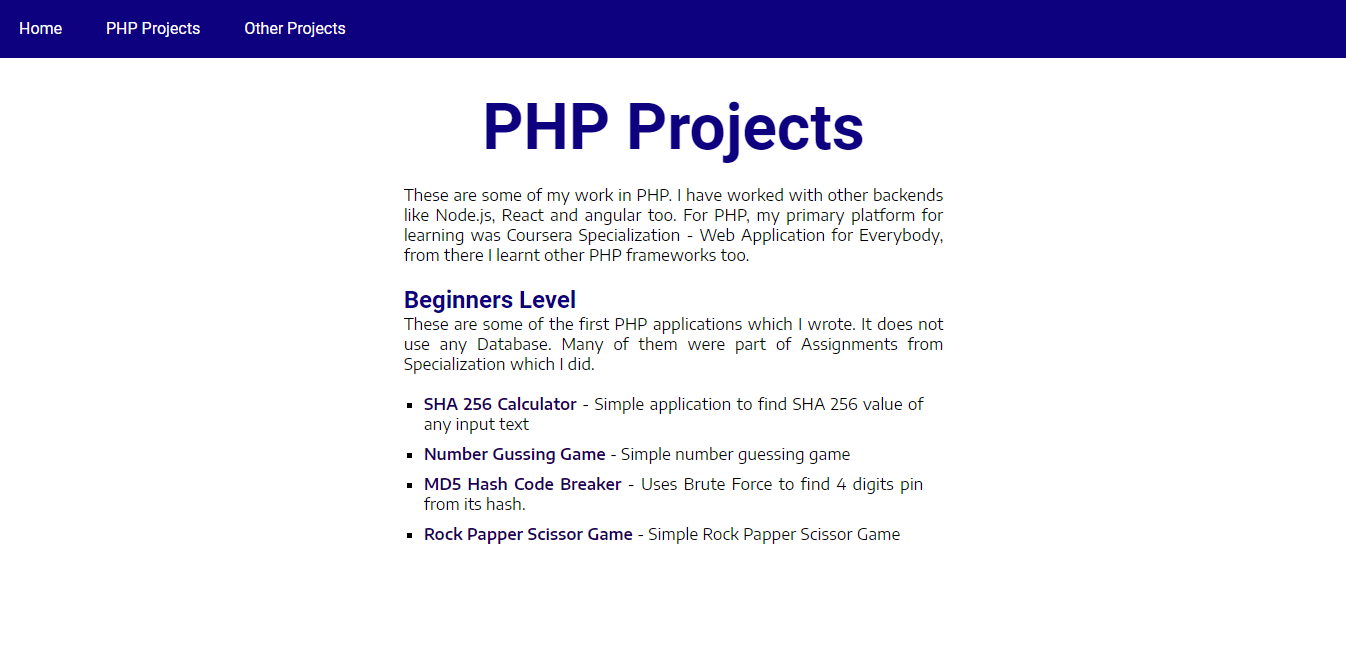 Home PHP Projects Other Projects
PHP Projects
These are some of my work in PHP. I have worked with other backends
like Node.js, React and angular too. For PHP, my primary platform for
learning was Coursera Specialization - Web Application for Everybody,
from there I learnt other PHP frameworks too.
Beginners Level
These are some of the first PHP applications which I wrote. It does not
use any Database. Many of them were part of Assignments from
Specialization which I did.
▪ SHA 256 Calculator - Simple application to find SHA 256 value of
any input text
▪ Number Gussing Game - Simple number guessing game
▪ MD5 Hash Code Breaker - Uses Brute Force to find 4 digits pin
from its hash.
▪ Rock Papper Scissor Game - Simple Rock Papper Scissor Game